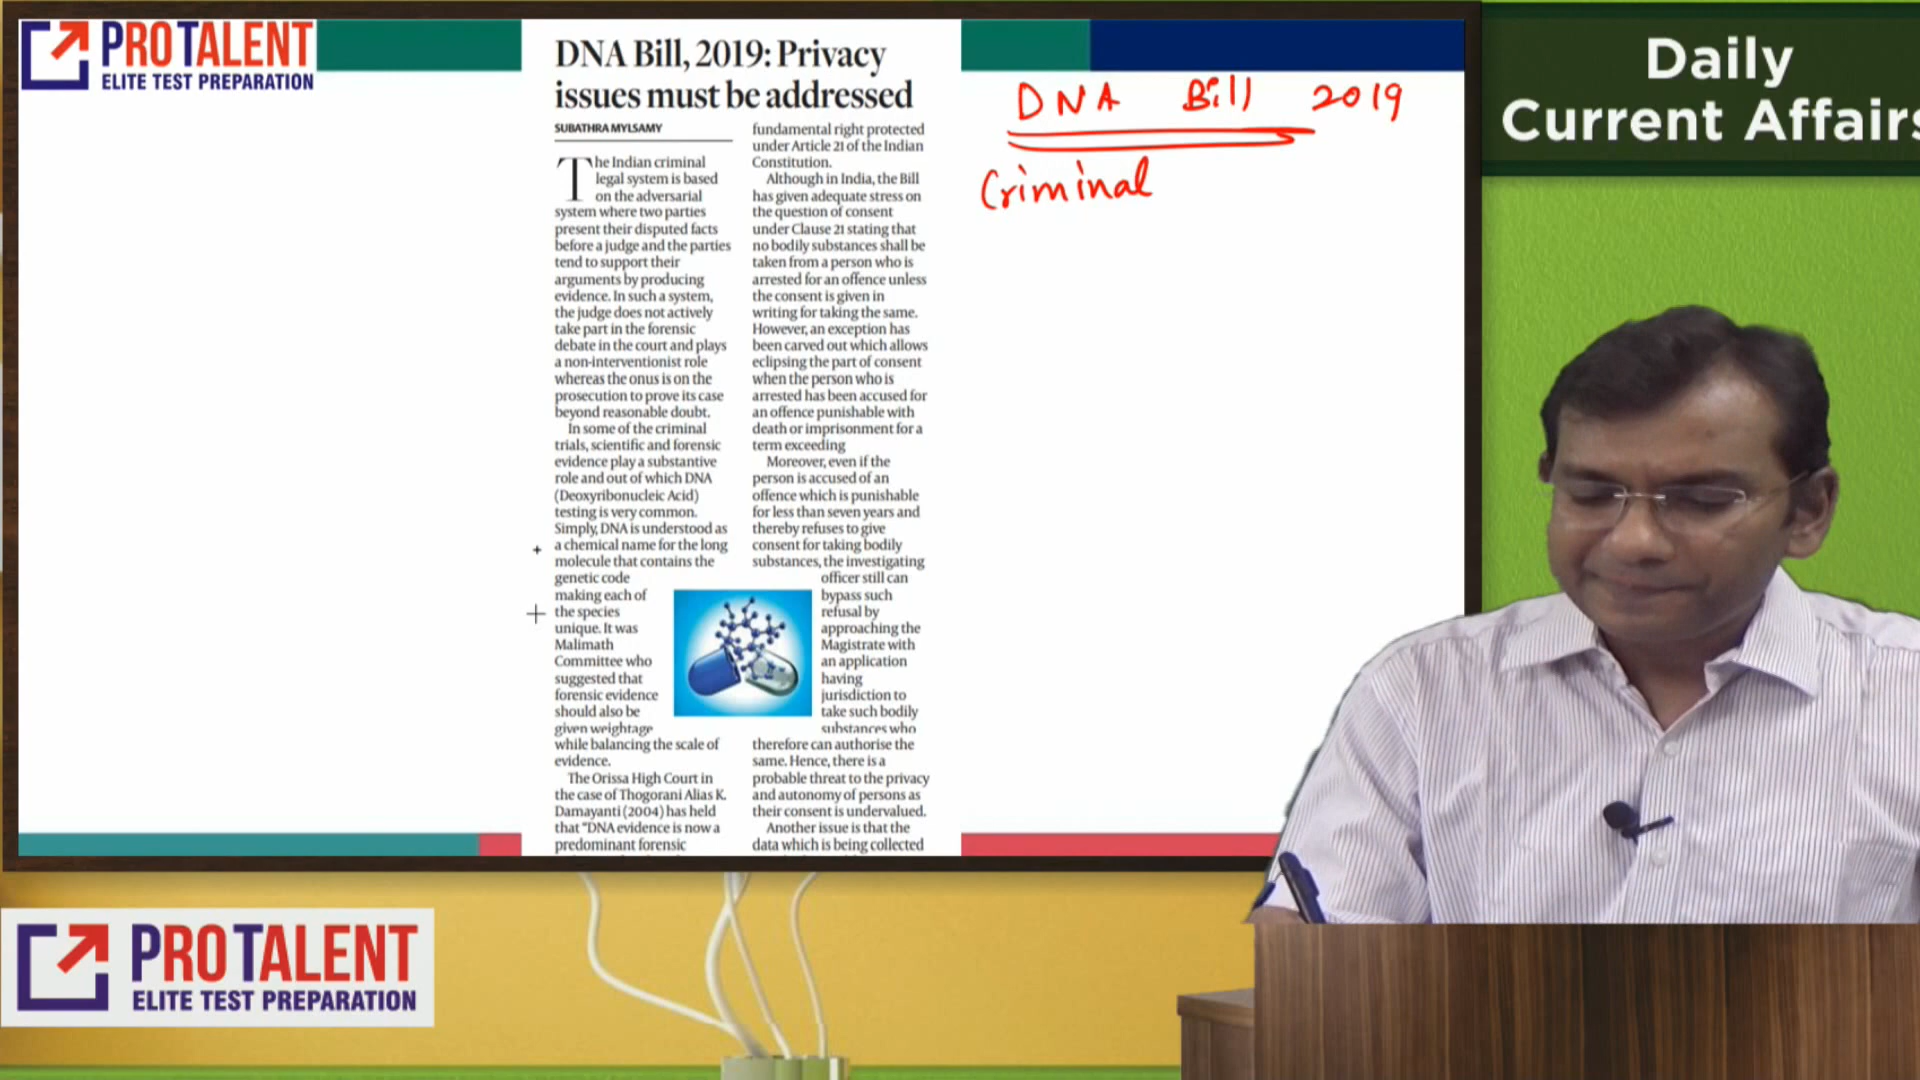 PROTALENT
ELITE TEST PREPARATION
DNA Bill, 2019: Privacy
issues must be addressed
SUBATHRA MYLSAMY
The Indian criminal
legal system is based
on the adversarial
system where two parties
present their disputed facts
before a judge and the parties
tend to support their
arguments by producing
evidence. In such a system,
the judge does not actively
take part in the forensic
debate in the court and plays
a non-interventionist role
whereas the onus is on the
prosecution to prove its case
beyond reasonable doubt.
In some of the criminal
trials, scientific and forensic
evidence play a substantive
role and out of which DNA
(Deoxyribonucleic Acid)
testing is very common.
Simply, DNA is understood as
a chemical name for the long
molecule that contains the
genetic code
making each of
the species
unique. It was
Malimath
Committee who
suggested that
forensic evidence
should also be
given weightage
while balancing the scale of
evidence.
The Orissa High Court in
the case of Thogorani Alias K.
Damayanti (2004) has held
that "DNA evidence is now a
predominant forensic
fundamental right protected
under Article 21 of the Indian
Constitution.
Although in India, the Bill
has given adequate stress on
the question of consent
under Clause 21 stating that
no bodily substances shall be
taken from a person who is
arrested for an offence unless
the consent is given in
writing for taking the same.
However, an exception has
been carved out which allows
eclipsing the part of consent
when the person who is
arrested has been accused for
an offence punishable with
death or imprisonment for a
term exceeding
Moreover, even if the
person is accused of an
offence which is punishable
for less than seven years and
thereby refuses to give
consent for taking bodily
substances, the investigating
officer still can
bypass such
refusal by
approaching the
Magistrate with
an application
having
jurisdiction to
take such bodily
substances who
therefore can authorise the
same. Hence, there is a
probable threat to the privacy
and autonomy of persons as
their consent is undervalued.
Another issue is that the
data which is being collected
DNA Bill 2019
Criminal
Daily
Current Affairs
PROTALENT
ELITE TEST PREPARATION